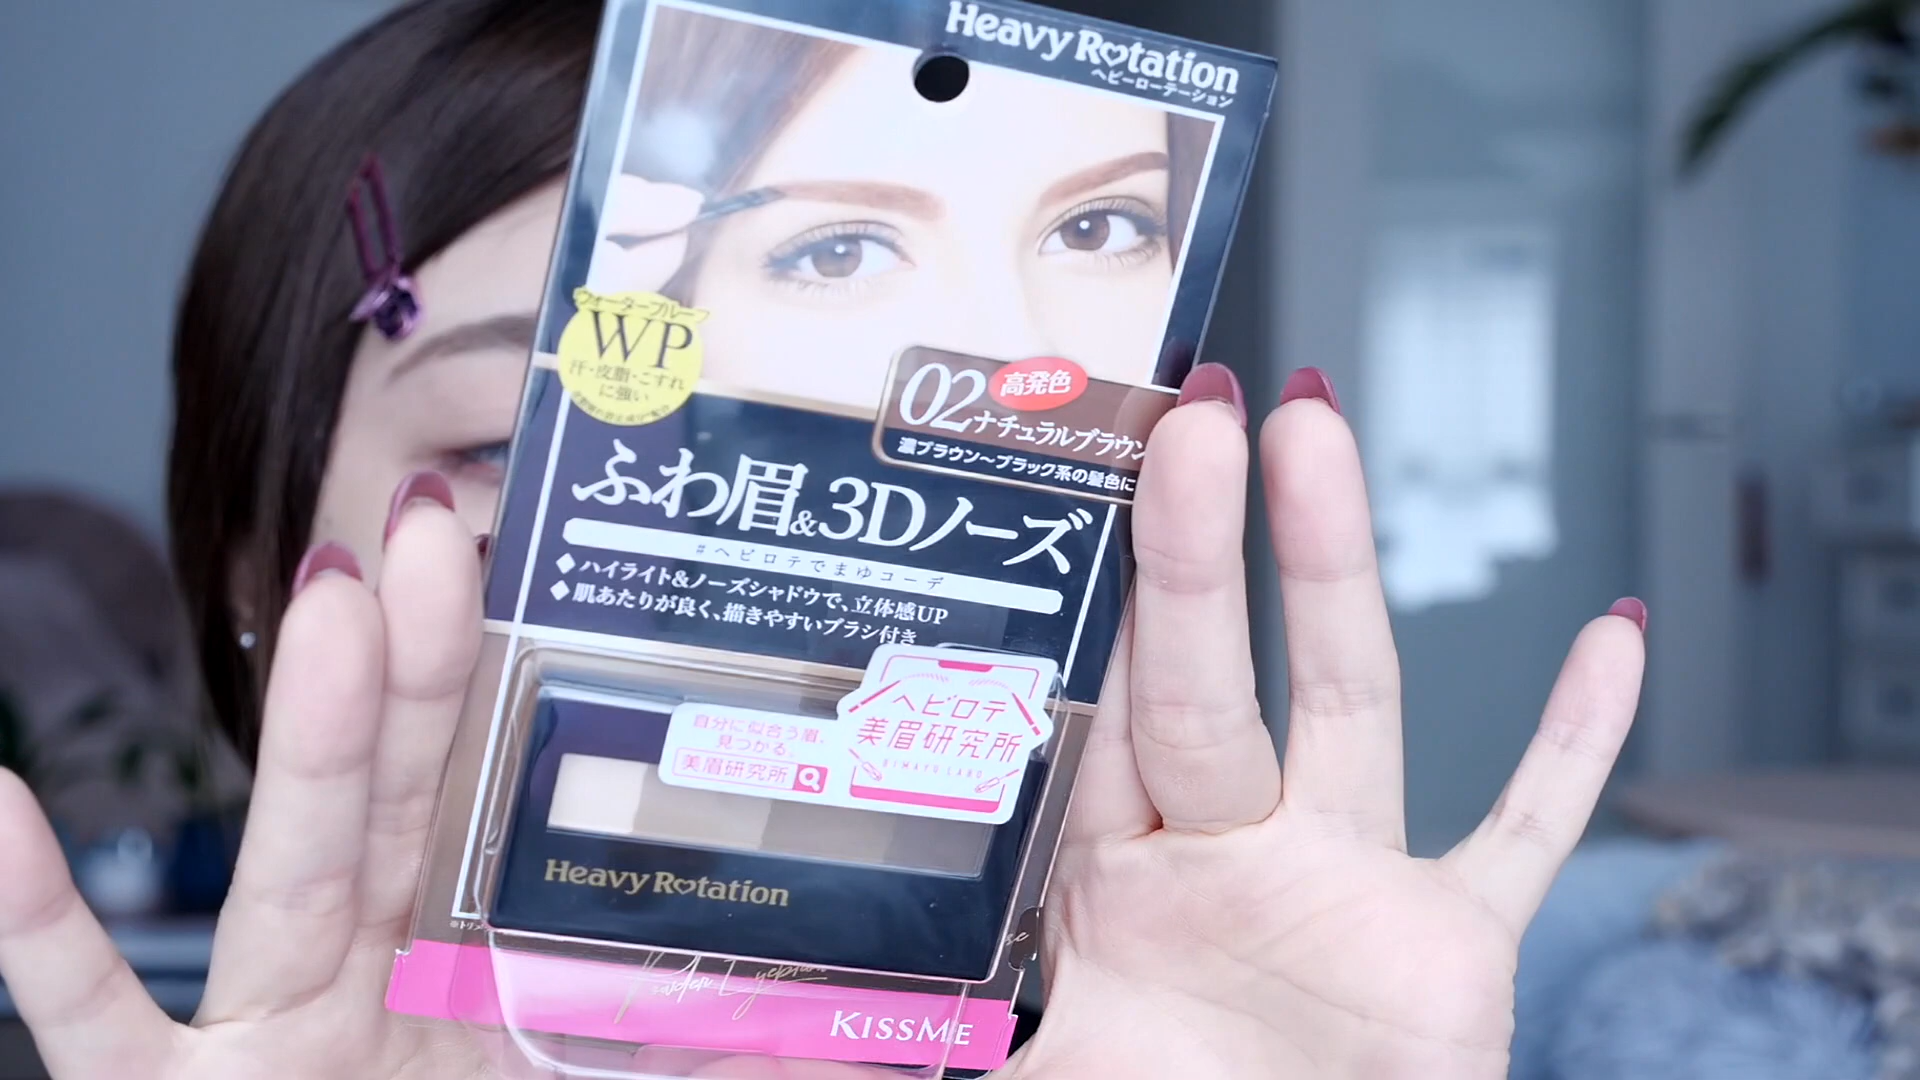 Heavy Rotation
ヘビーローテーション
ウォータープルーフ
WP
汗・皮脂・こすれ
に強い
02 高発色
ナチュラルブラウン
濃ブラウン〜ブラック系の髪色に
ふわ眉&3Dノーズ
#ヘビロテでまゆコーデ
◆ハイライト&ノーズシャドウで、立体感UP
◆肌あたりが良く、描きやすいブラシ付き
自分に似合う眉、
見つかる。
美眉研究所
ヘビロテ
美眉研究所
BIMAYU LABO
Heavy Rotation
KISSME